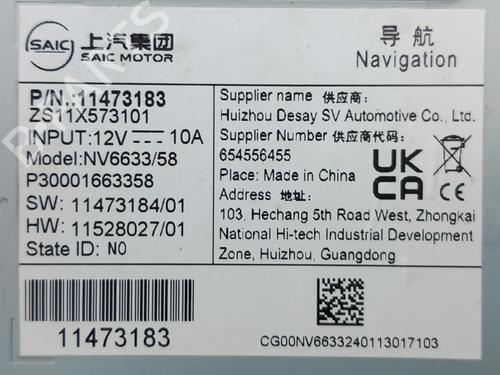 SAIC 上汽集团
SAIC MOTOR
导航
Navigation
P/N.:11473183
ZS11X573101
INPUT:12V⎓10A
Model:NV6633/58
P30001663358
SW: 11473184/01
HW: 11528027/01
State ID: N0
Supplier name 供应商:
Huizhou Desay SV Automotive Co., Ltd.
Supplier Number 供应商代码:
654556455
Place: Made in China
Address 地址:
103, Hechang 5th Road West, Zhongkai
National Hi-tech Industrial Development
Zone, Huizhou, Guangdong
UK
CA
11473183
CG00NV6633240113017103